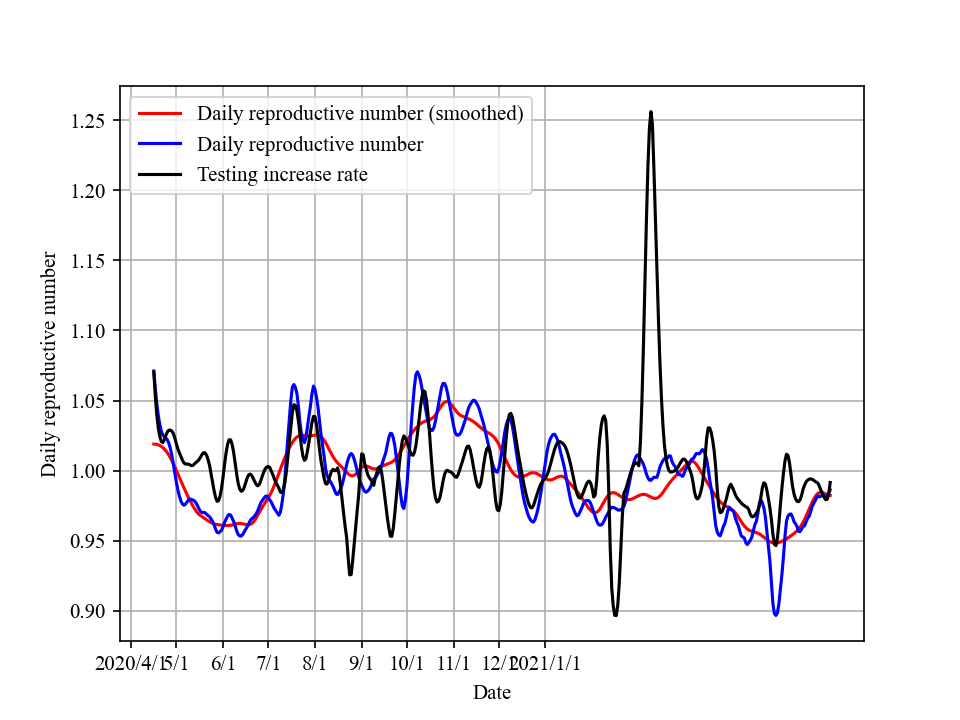 Daily reproductive number (smoothed)
Daily reproductive number
Testing increase rate
Daily reproductive number
1.25
1.20
1.15
1.10
1.05
1.00
0.95
0.90
2020/4/1 5/1 6/1 7/1 8/1 9/1 10/1 11/1 12/1 2021/1/1
Date